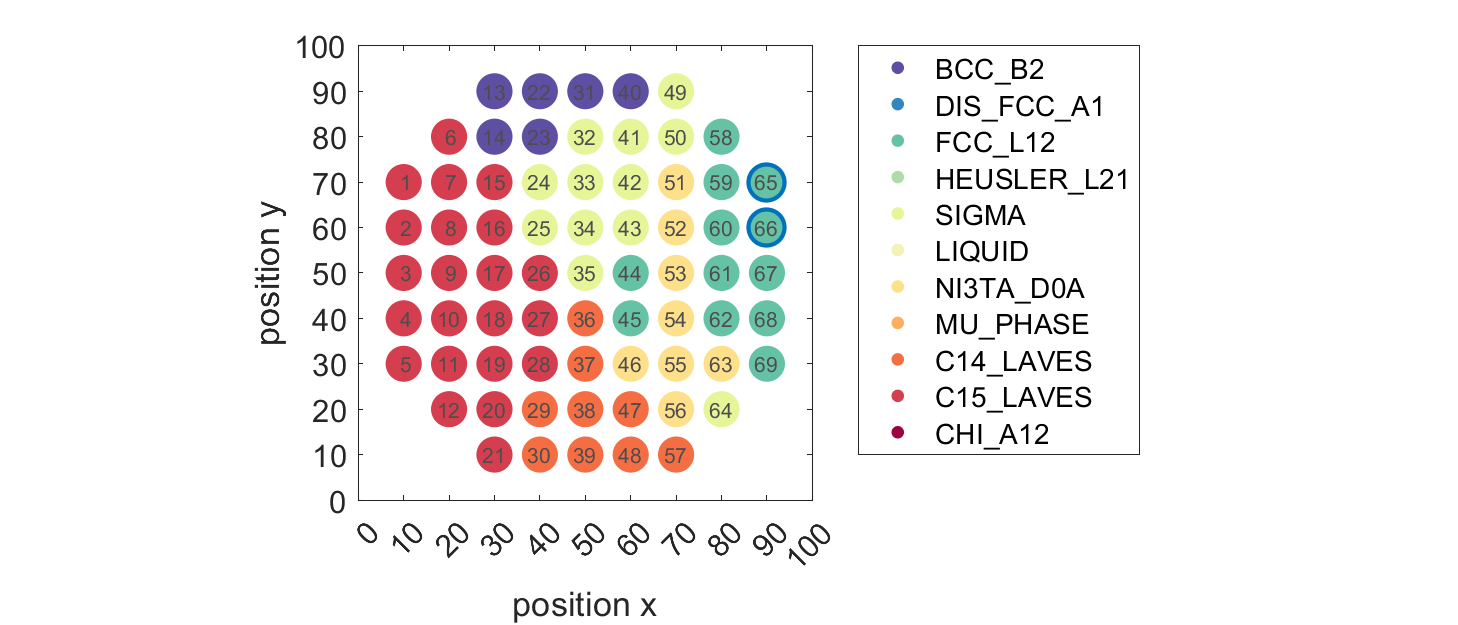 100
90
80
70
60
50
40
30
20
10
0
position y
13 22 31 40 49
6 14 23 32 41 50 58
1 7 15 24 33 42 51 59 65
2 8 16 25 34 43 52 60 66
3 9 17 26 35 44 53 61 67
4 10 18 27 36 45 54 62 68
5 11 19 28 37 46 55 63 69
12 20 29 38 47 56 64
21 30 39 48 57
0 10 20 30 40 50 60 70 80 90 100
position x
BCC_B2
DIS_FCC_A1
FCC_L12
HEUSLER_L21
SIGMA
LIQUID
NI3TA_D0A
MU_PHASE
C14_LAVES
C15_LAVES
CHI_A12